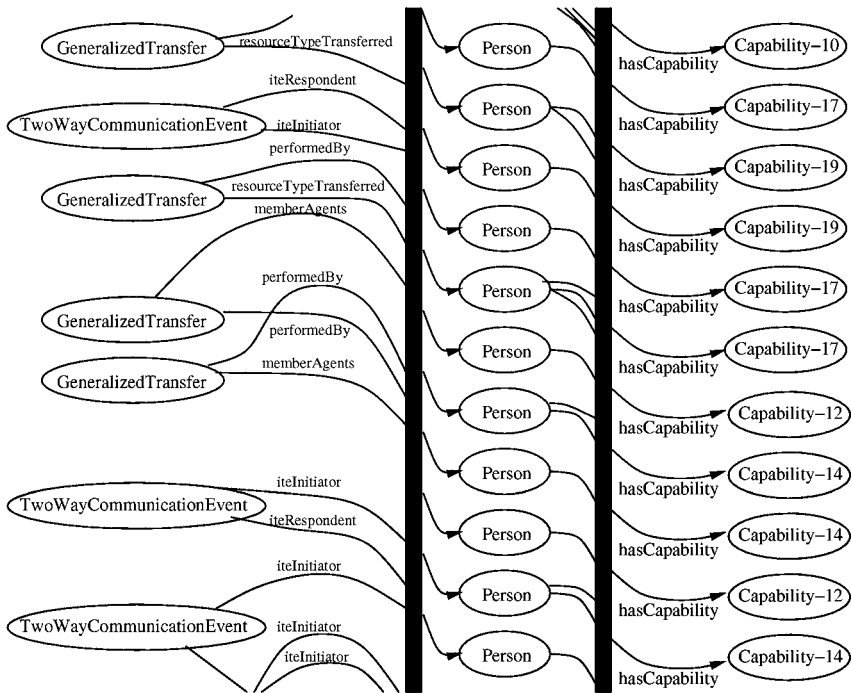 GeneralizedTransfer
resourceTypeTransferred
Person
hasCapability
Capability-10
iteRespondent
TwoWayCommunicationEvent
iteInitiator
Person
hasCapability
Capability-17
performedBy
GeneralizedTransfer
resourceTypeTransferred
Person
hasCapability
Capability-19
memberAgents
Person
hasCapability
Capability-19
performedBy
Person
hasCapability
Capability-17
GeneralizedTransfer
performedBy
Person
hasCapability
Capability-17
GeneralizedTransfer
memberAgents
Person
hasCapability
Capability-12
iteInitiator
Person
hasCapability
Capability-14
TwoWayCommunicationEvent
iteRespondent
Person
hasCapability
Capability-14
iteInitiator
Person
hasCapability
Capability-12
TwoWayCommunicationEvent
iteInitiator
iteInitiator
Person
hasCapability
Capability-14